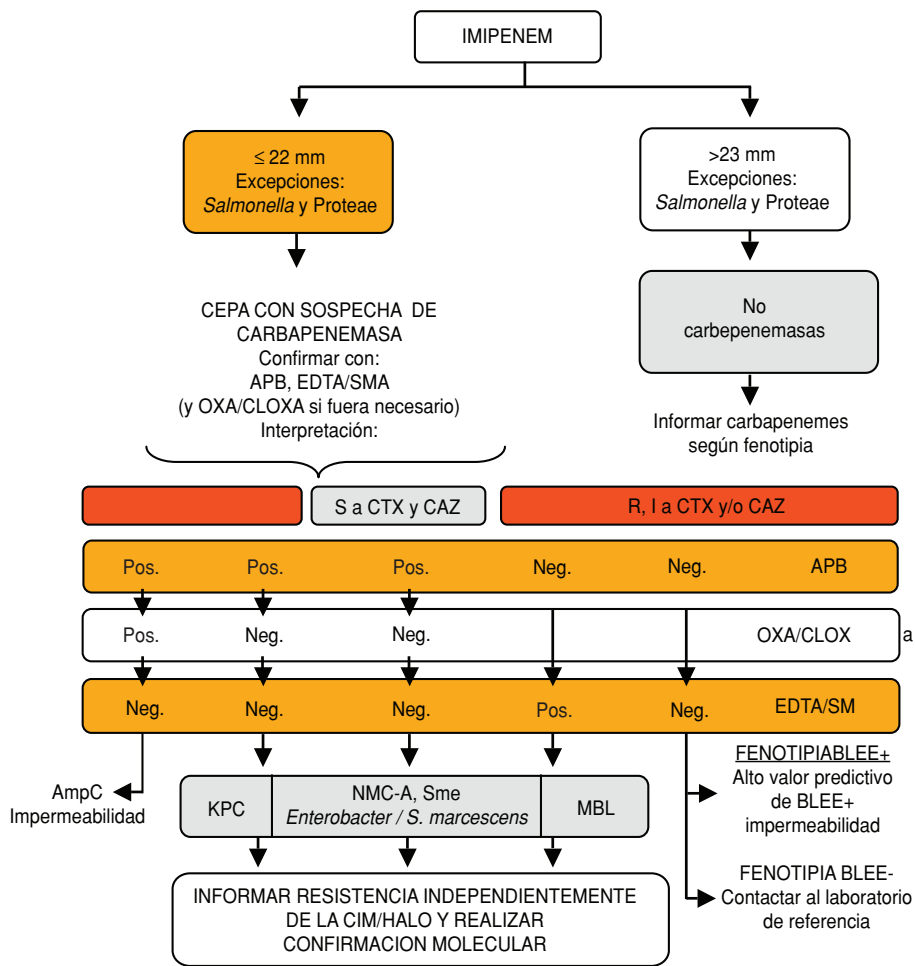 IMIPENEM
≤ 22 mm
Excepciones:
Salmonella y Proteae
>23 mm
Excepciones:
Salmonella y Proteae
CEPA CON SOSPECHA DE
CARBAPENEMASA
Confirmar con:
APB, EDTA/SMA
(y OXA/CLOXA si fuera necesario)
Interpretación:
No
carbepenemasas
Informar carbapenemes
según fenotipia
S a CTX y CAZ
R, I a CTX y/o CAZ
Pos. Pos. Pos. Neg. Neg. APB
Pos. Neg. Neg. OXA/CLOX a
Neg. Neg. Neg. Pos. Neg. EDTA/SM
AmpC
Impermeabilidad
KPC
NMC-A, Sme
Enterobacter / S. marcescens
MBL
FENOTIPIABLEE+
Alto valor predictivo
de BLEE+
impermeabilidad
FENOTIPIA BLEE-
Contactar al laboratorio
de referencia
INFORMAR RESISTENCIA INDEPENDIENTEMENTE
DE LA CIM/HALO Y REALIZAR
CONFIRMACION MOLECULAR